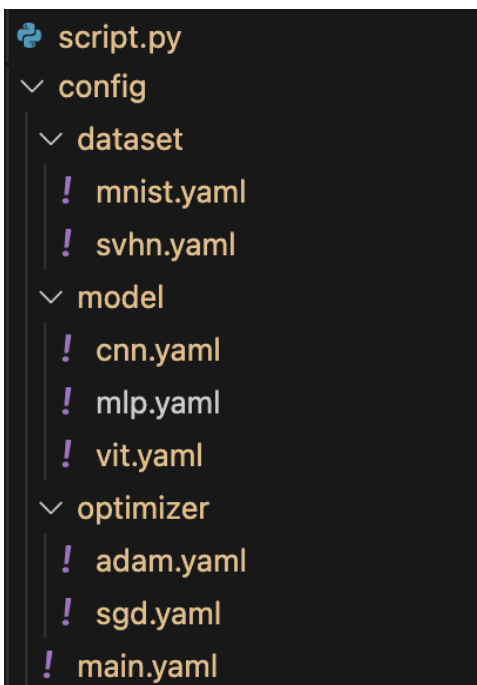 script.py
config
dataset
mnist.yaml
svhn.yaml
model
cnn.yaml
mlp.yaml
vit.yaml
optimizer
adam.yaml
sgd.yaml
main.yaml